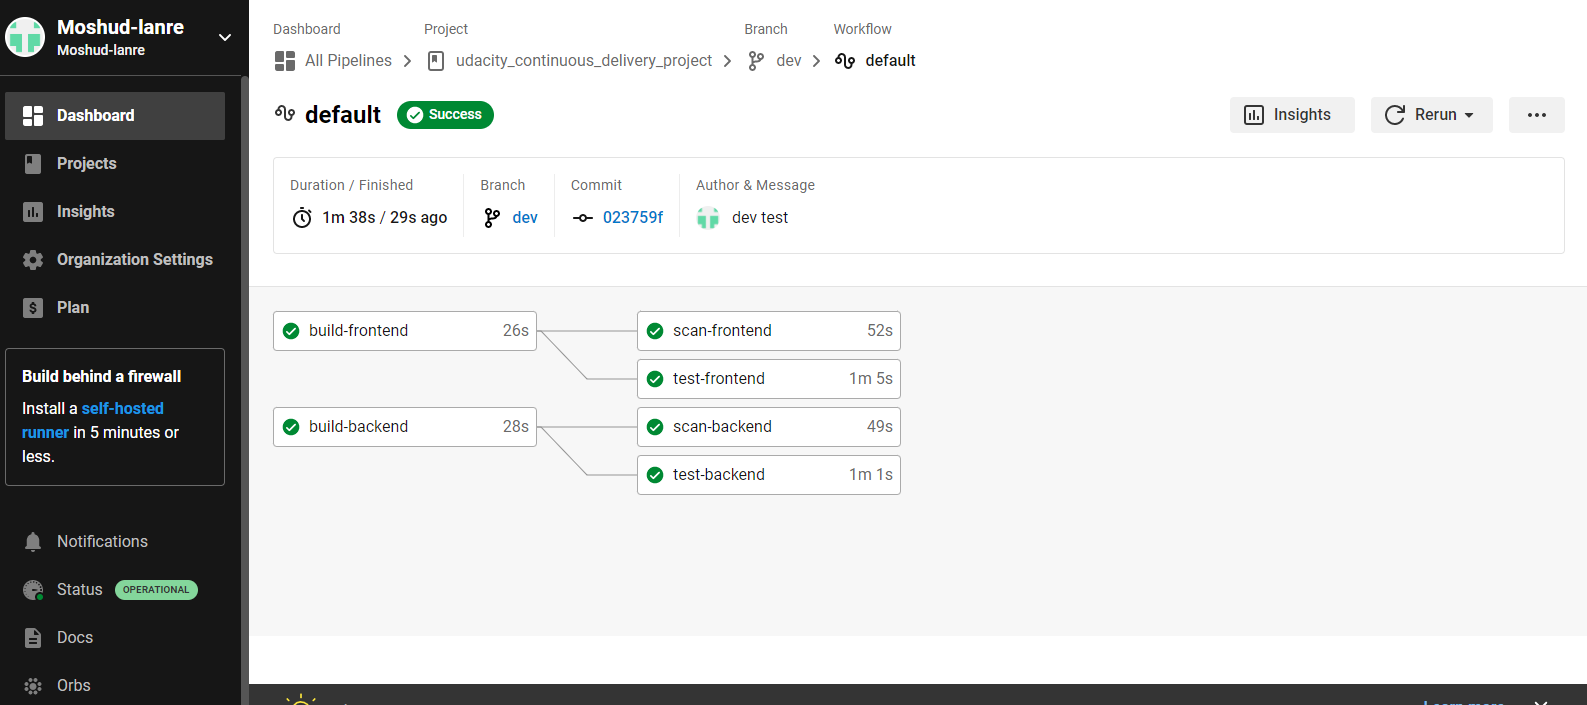 Moshud-lanre
Moshud-lanre
Dashboard
Projects
Insights
Organization Settings
Plan
Build behind a firewall
Install a self-hosted
runner in 5 minutes or
less.
Notifications
Status OPERATIONAL
Docs
Orbs
Dashboard Project Branch Workflow
All Pipelines udacity_continuous_delivery_project dev default
default Success Insights Rerun
Duration / Finished Branch Commit Author & Message
1m 38s / 29s ago dev 023759f dev test
build-frontend 26s scan-frontend 52s
test-frontend 1m 5s
build-backend 28s scan-backend 49s
test-backend 1m 1s
Learn more